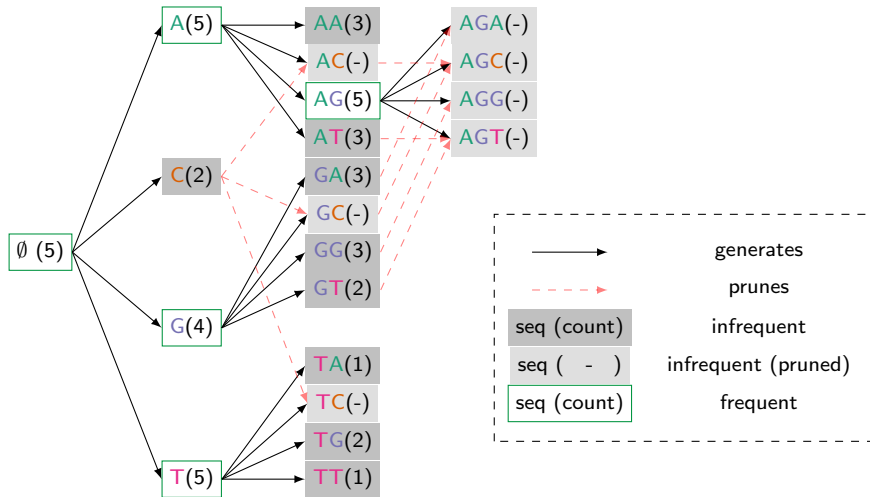 A(5)
AA(3)
AGA(-)
AC(-)
AGC(-)
AG(5)
AGG(-)
AT(3)
AGT(-)
C(2)
GA(3)
GC(-)
∅ (5)
GG(3)
generates
GT(2)
prunes
G(4)
seq (count) infrequent
TA(1)
seq ( - ) infrequent (pruned)
TC(-)
seq (count) frequent
TG(2)
T(5)
TT(1)